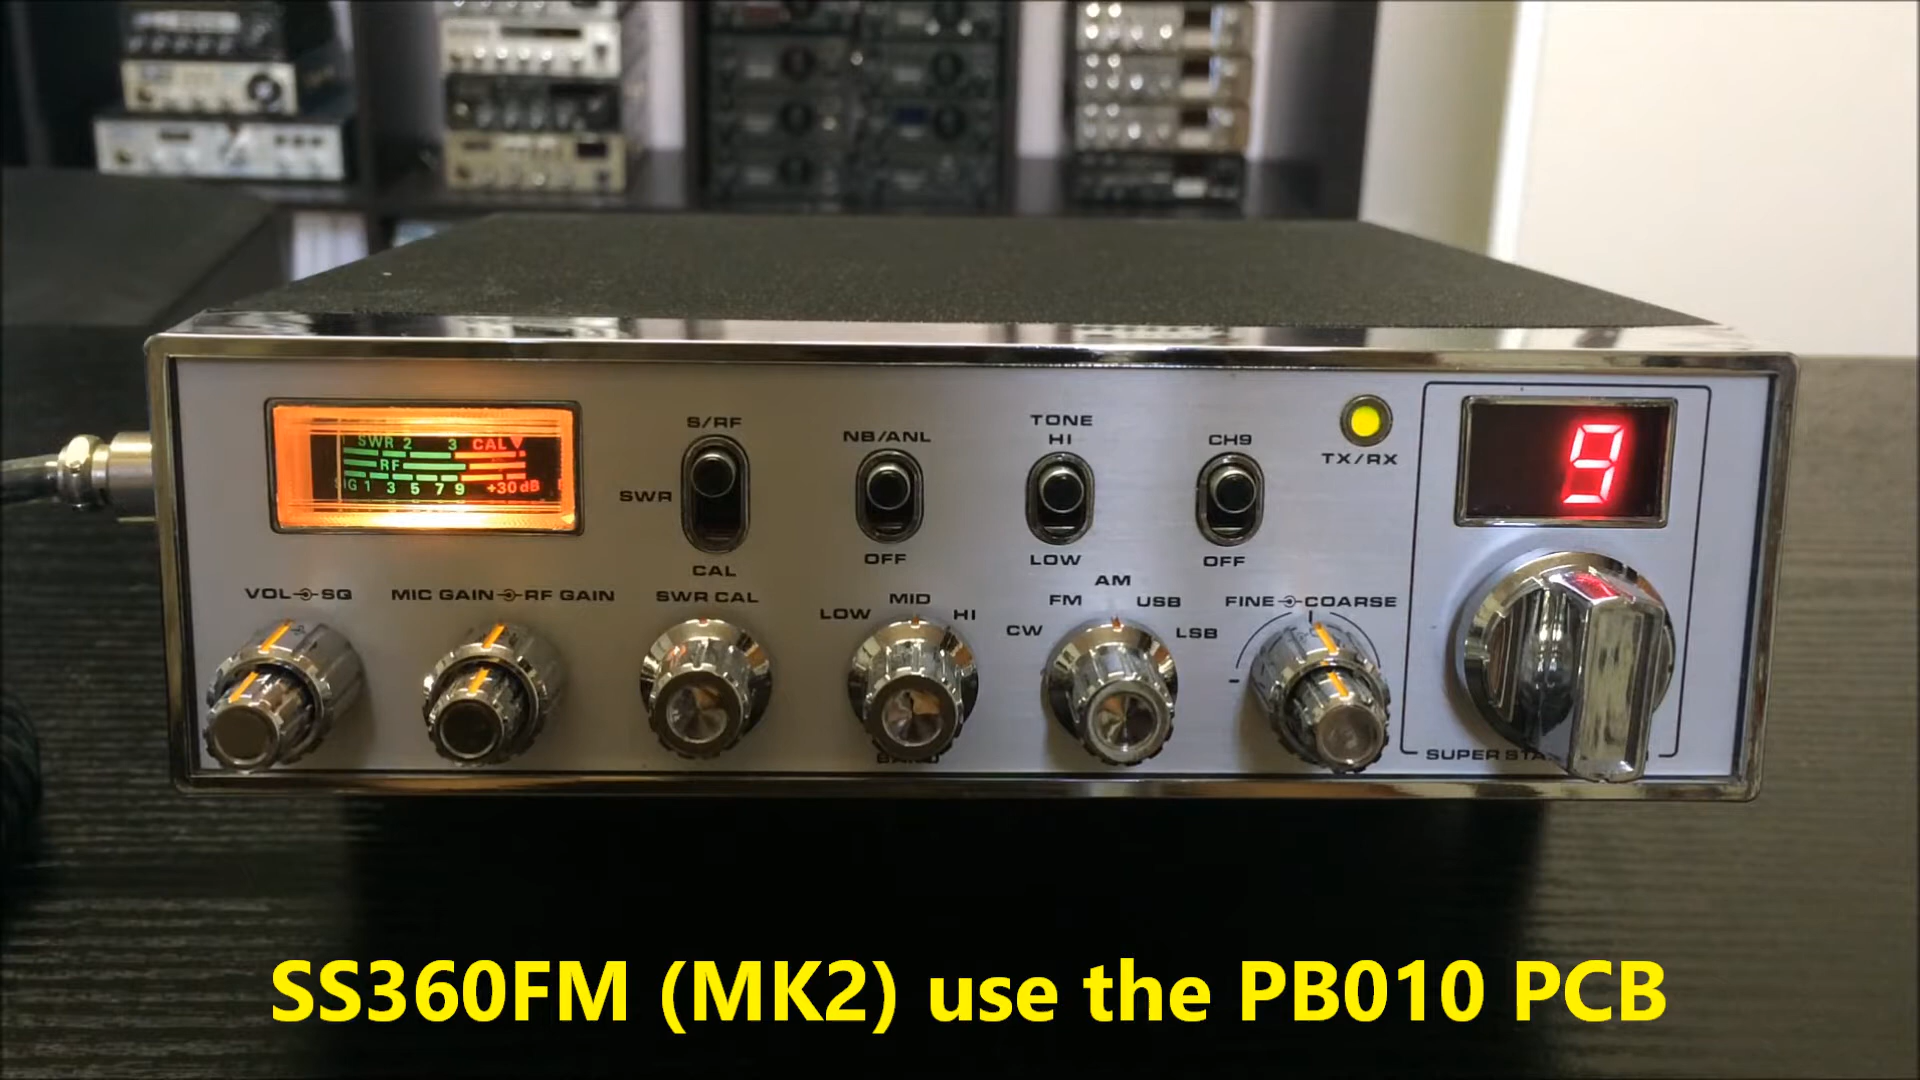 SWR 2 3 CAL
RF
1 3 5 7 9 +30dB
S/RF
SWR
CAL
NB/ANL
OFF
TONE
HI
LOW
CH9
OFF
TX/RX
9
VOL SQ
MIC GAIN RF GAIN
SWR CAL
LOW MID HI
CW FM AM USB LSB
FINE COARSE
-
SUPER
SS360FM (MK2) use the PB010 PCB